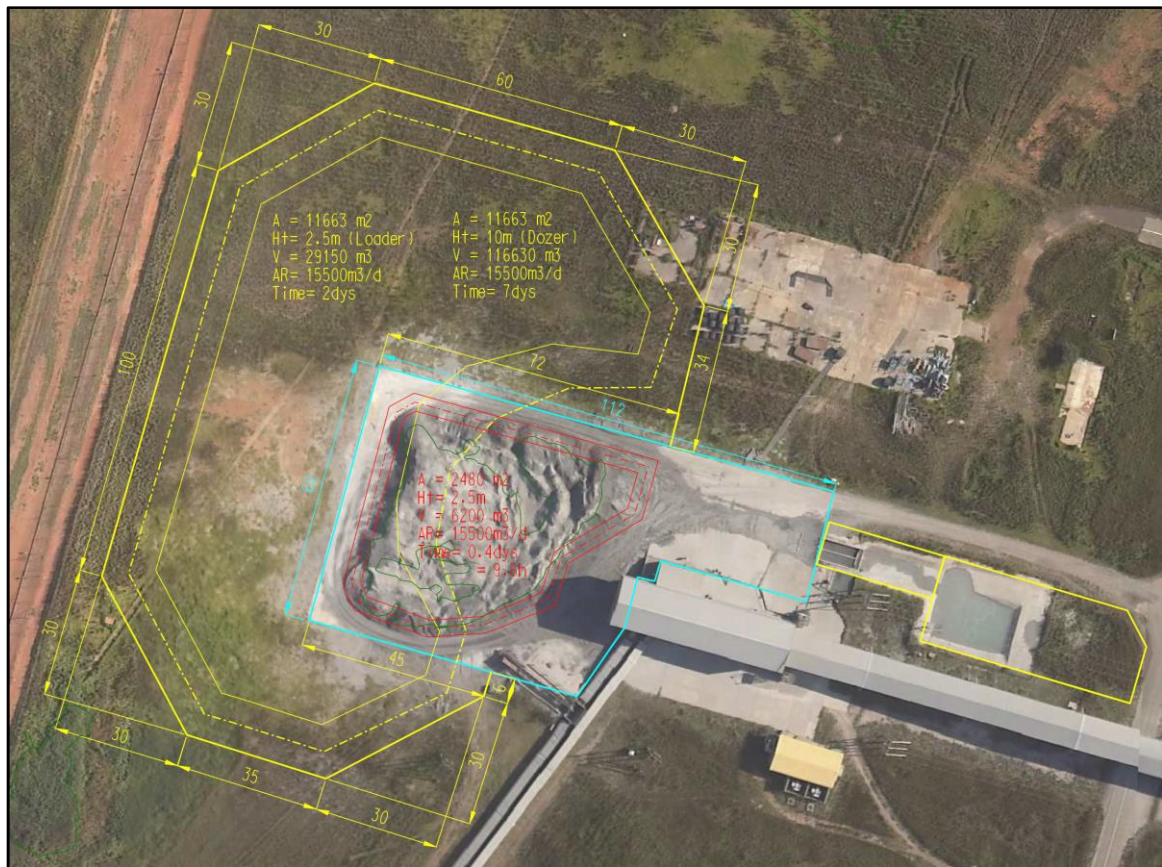 30
60
30
30
30
A = 11663 m2
Ht= 2.5m (Loader)
V = 29150 m3
AR= 15500m3/d
Time= 2dys
A = 11663 m2
Ht= 10m (Dozer)
V = 116630 m3
AR= 15500m3/d
Time= 7dys
100
72
34
112
A = 2480 m2
Ht= 2.5m
V = 6200 m3
AR= 15500m3/d
Time= 0.4dys
30
45
6
30
30
35
30